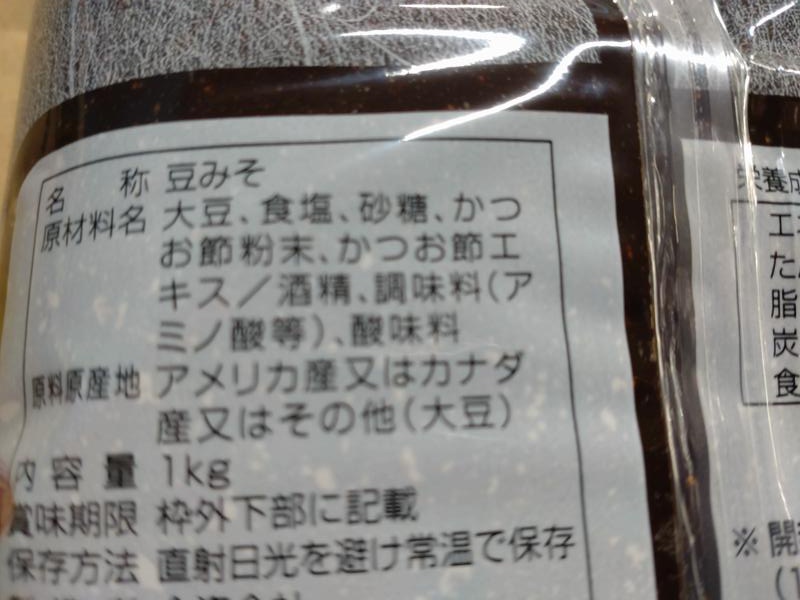 名称 豆みそ
原材料名 大豆、食塩、砂糖、かつ
お節粉末、かつお節エ
キス／酒精、調味料(ア
ミノ酸等)、酸味料
原料原産地 アメリカ産又はカナダ
産又はその他(大豆)
内容量 1kg
賞味期限 枠外下部に記載
保存方法 直射日光を避け常温で保存
栄養成
エ
た
脂
炭
食
※開
(1